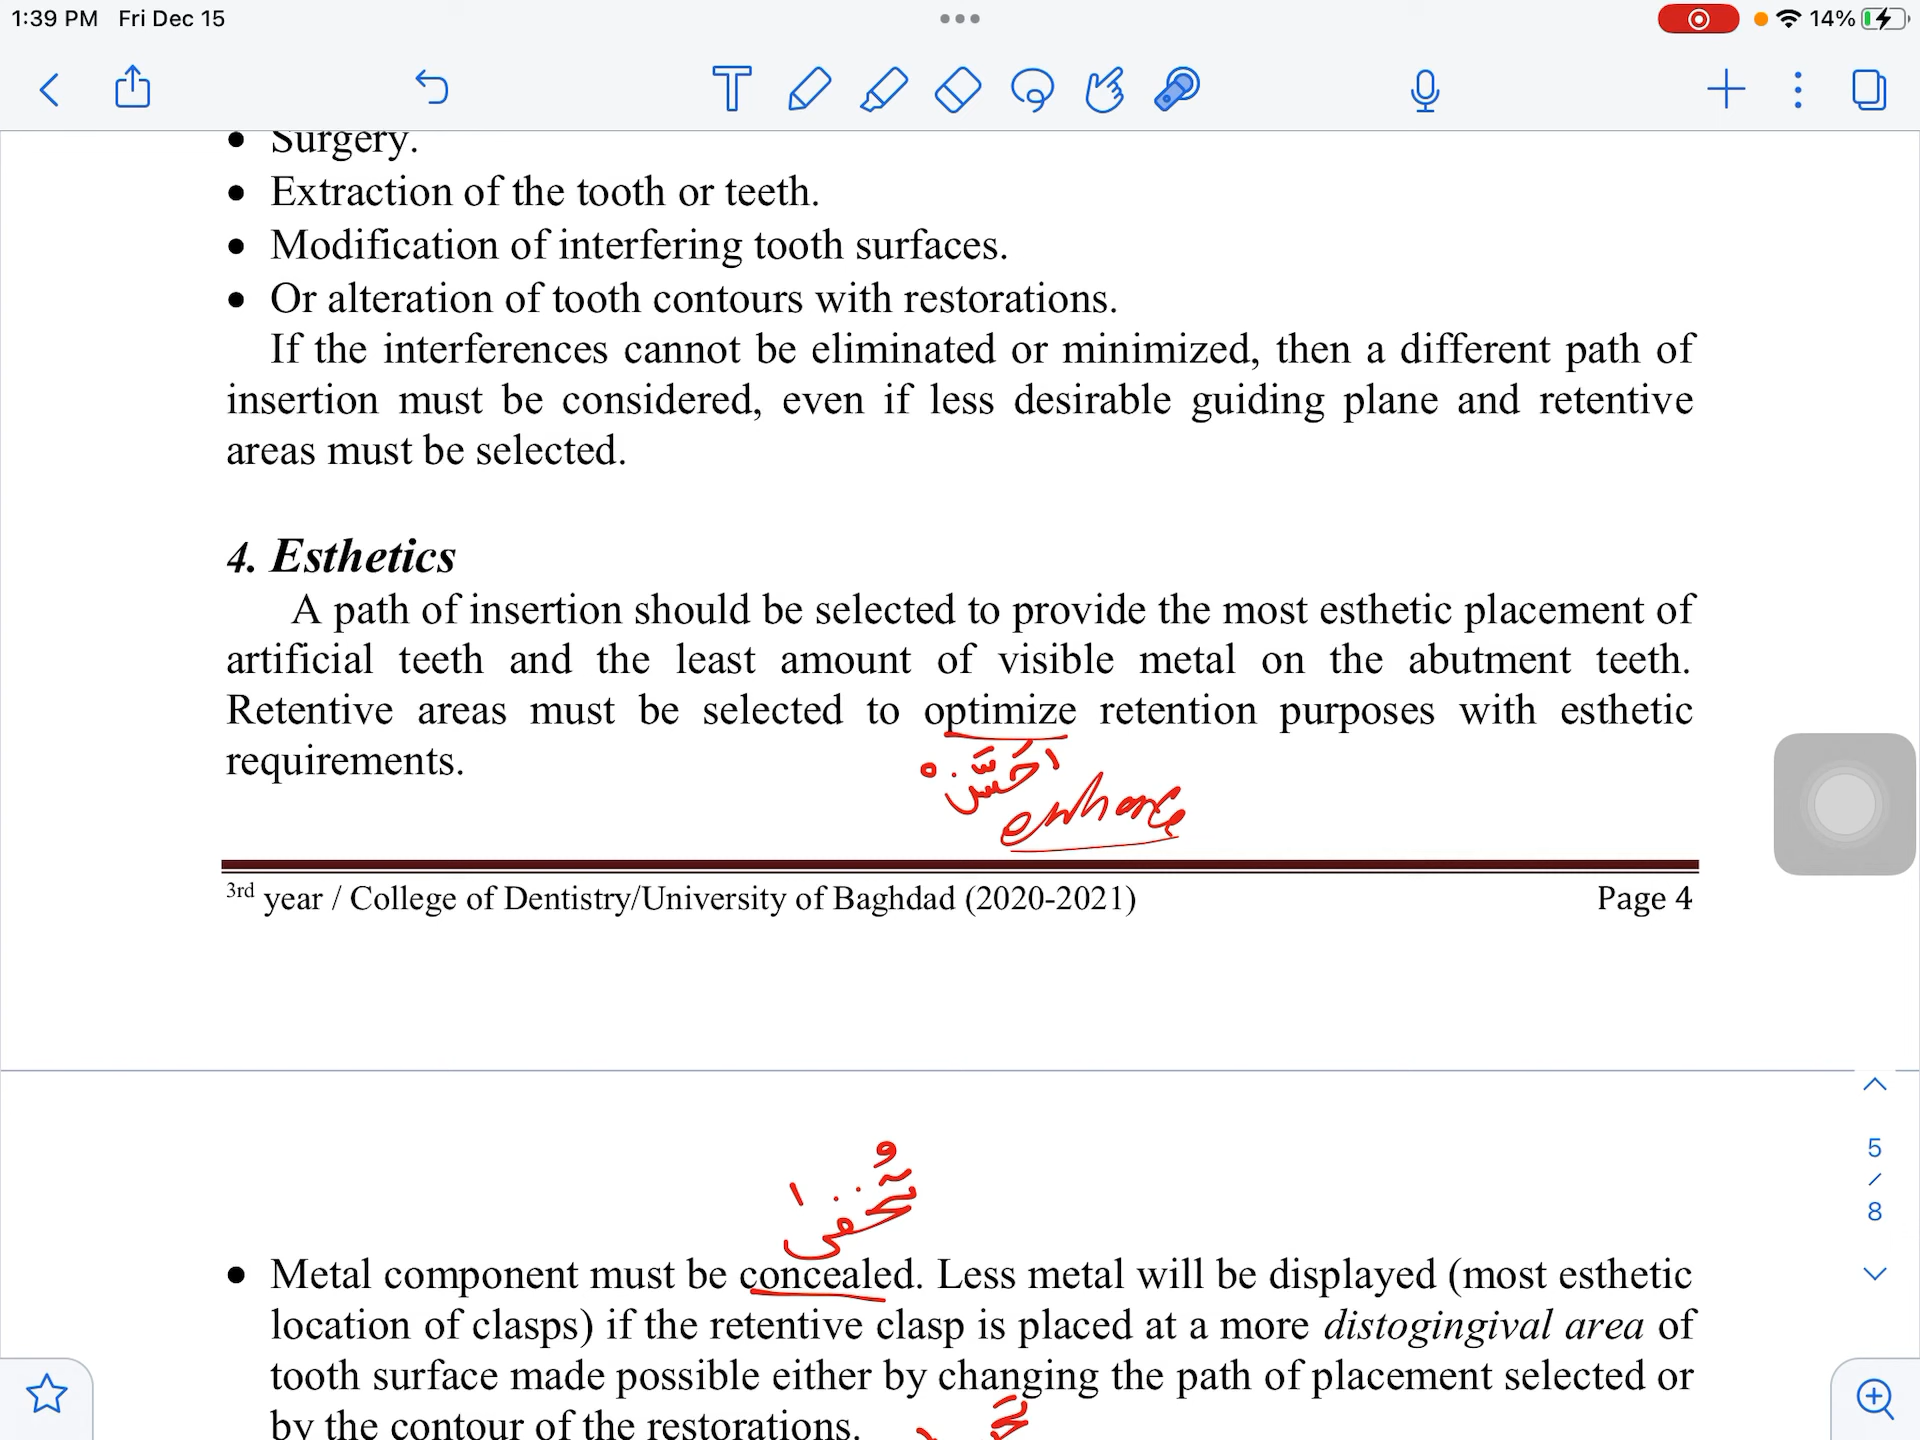 1:39 PM Fri Dec 15
14%
• Surgery.
• Extraction of the tooth or teeth.
• Modification of interfering tooth surfaces.
• Or alteration of tooth contours with restorations.
If the interferences cannot be eliminated or minimized, then a different path of
insertion must be considered, even if less desirable guiding plane and retentive
areas must be selected.
4. Esthetics
A path of insertion should be selected to provide the most esthetic placement of
artificial teeth and the least amount of visible metal on the abutment teeth.
Retentive areas must be selected to optimize retention purposes with esthetic
requirements.
enhance
3rd year / College of Dentistry/University of Baghdad (2020-2021)
Page 4
5
/
8
• Metal component must be concealed. Less metal will be displayed (most esthetic
location of clasps) if the retentive clasp is placed at a more distogingival area of
tooth surface made possible either by changing the path of placement selected or
by the contour of the restorations.